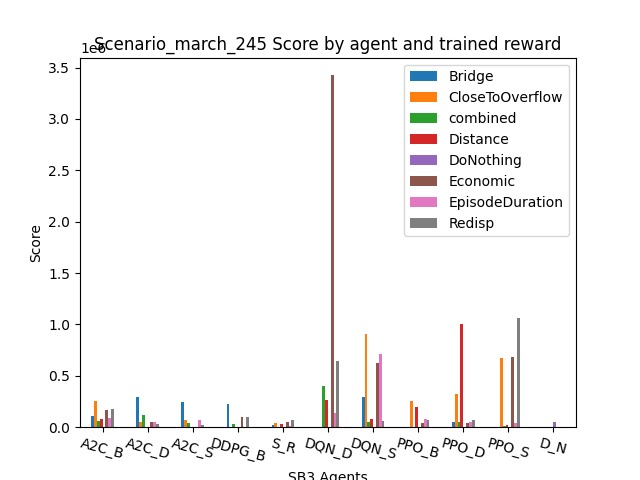 Scenario_march_245 Score by agent and trained reward
1e6
3.5
3.0
2.5
2.0
1.5
1.0
0.5
0.0
Score
Bridge
CloseToOverflow
combined
Distance
DoNothing
Economic
EpisodeDuration
Redisp
A2C_B
A2C_D
A2C_S
DDPG_B
S_R
DQN_D
DQN_S
PPO_B
PPO_D
PPO_S
D_N
SB3 Agents